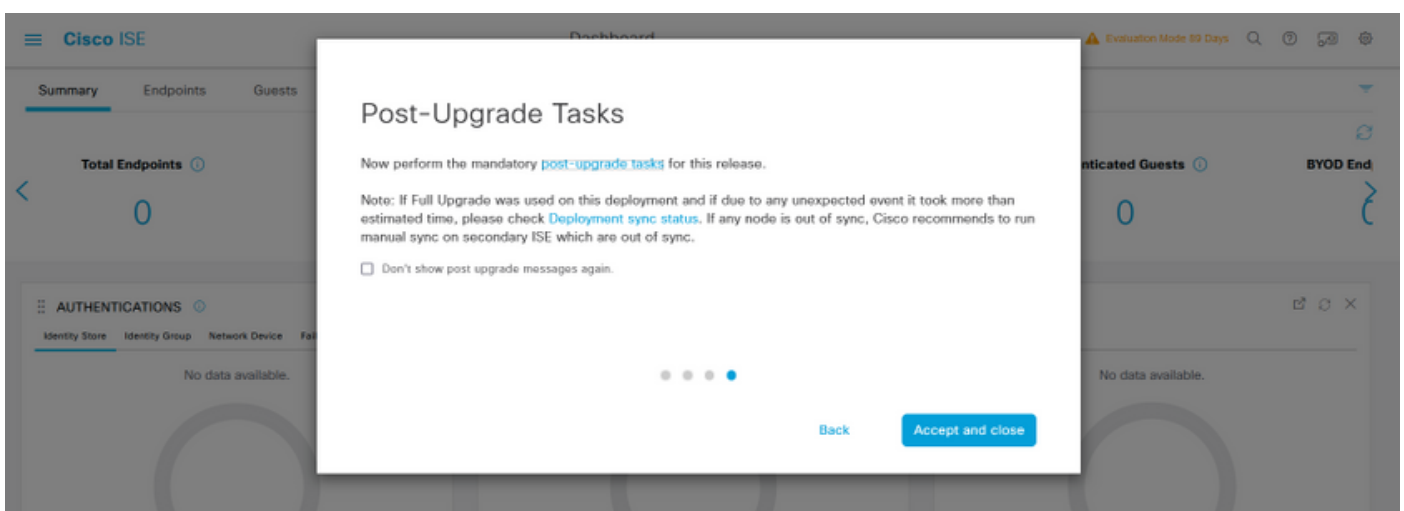 Cisco ISE
Dashboard
Evaluation Mode 89 Days
Summary Endpoints Guests
Total Endpoints
0
nticated Guests
0
BYOD End
Post-Upgrade Tasks
Now perform the mandatory post-upgrade tasks for this release.
Note: If Full Upgrade was used on this deployment and if due to any unexpected event it took more than
estimated time, please check Deployment sync status. If any node is out of sync, Cisco recommends to run
manual sync on secondary ISE which are out of sync.
Don't show post upgrade messages again.
Back
Accept and close
AUTHENTICATIONS
Identity Store Identity Group Network Device Fail
No data available.
No data available.